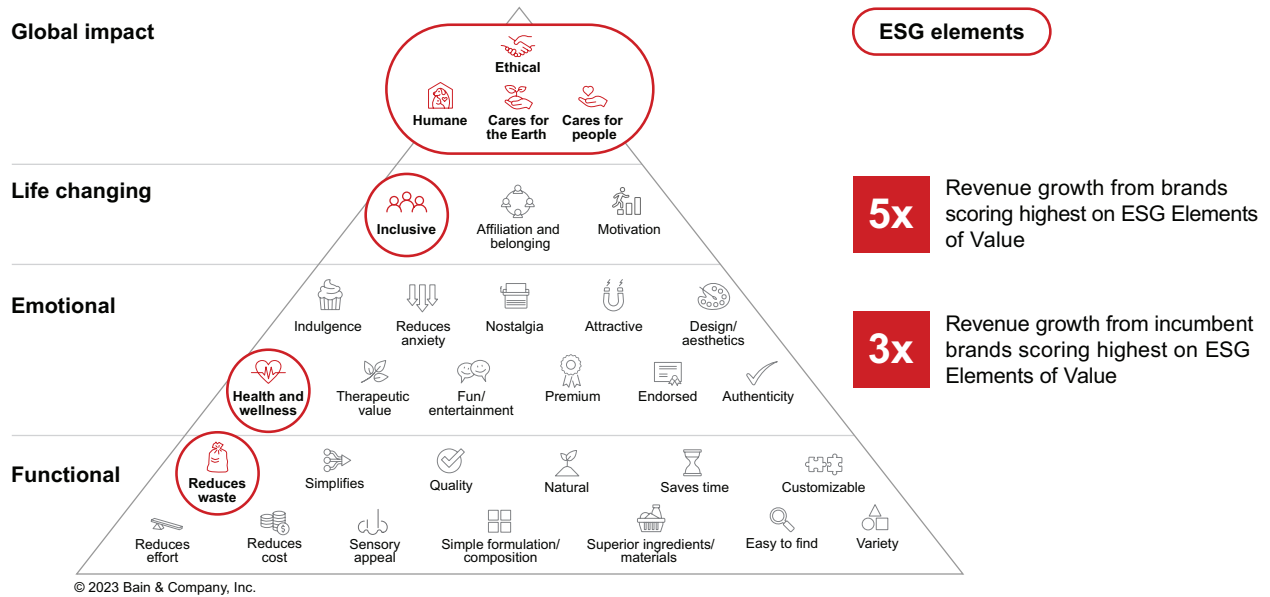 Global impact
ESG elements
Ethical
Humane
Cares for
the Earth
Cares for
people
Life changing
Inclusive
Affiliation and
belonging
Motivation
5x
Revenue growth from brands
scoring highest on ESG Elements
of Value
Emotional
Indulgence
Reduces
anxiety
Nostalgia
Attractive
Design/
aesthetics
3x
Revenue growth from incumbent
brands scoring highest on ESG
Elements of Value
Health and
wellness
Therapeutic
value
Fun/
entertainment
Premium
Endorsed
Authenticity
Functional
Reduces
waste
Simplifies
Quality
Natural
Saves time
Customizable
Reduces
effort
$
Reduces
cost
Sensory
appeal
Simple formulation/
composition
Superior ingredients/
materials
Easy to find
Variety
© 2023 Bain & Company, Inc.